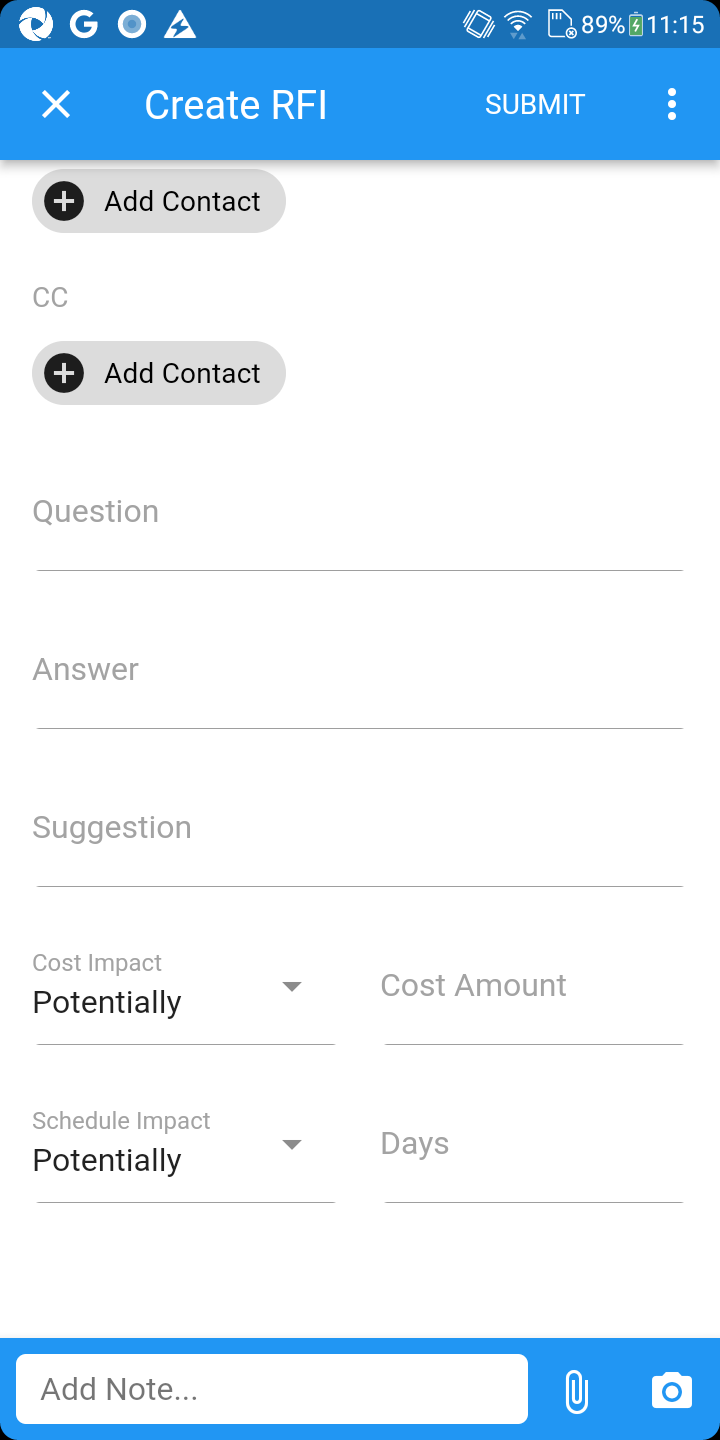 89% 11:15
Create RFI SUBMIT
Add Contact
CC
Add Contact
Question
Answer
Suggestion
Cost Impact
Potentially
Cost Amount
Schedule Impact
Potentially
Days
Add Note...